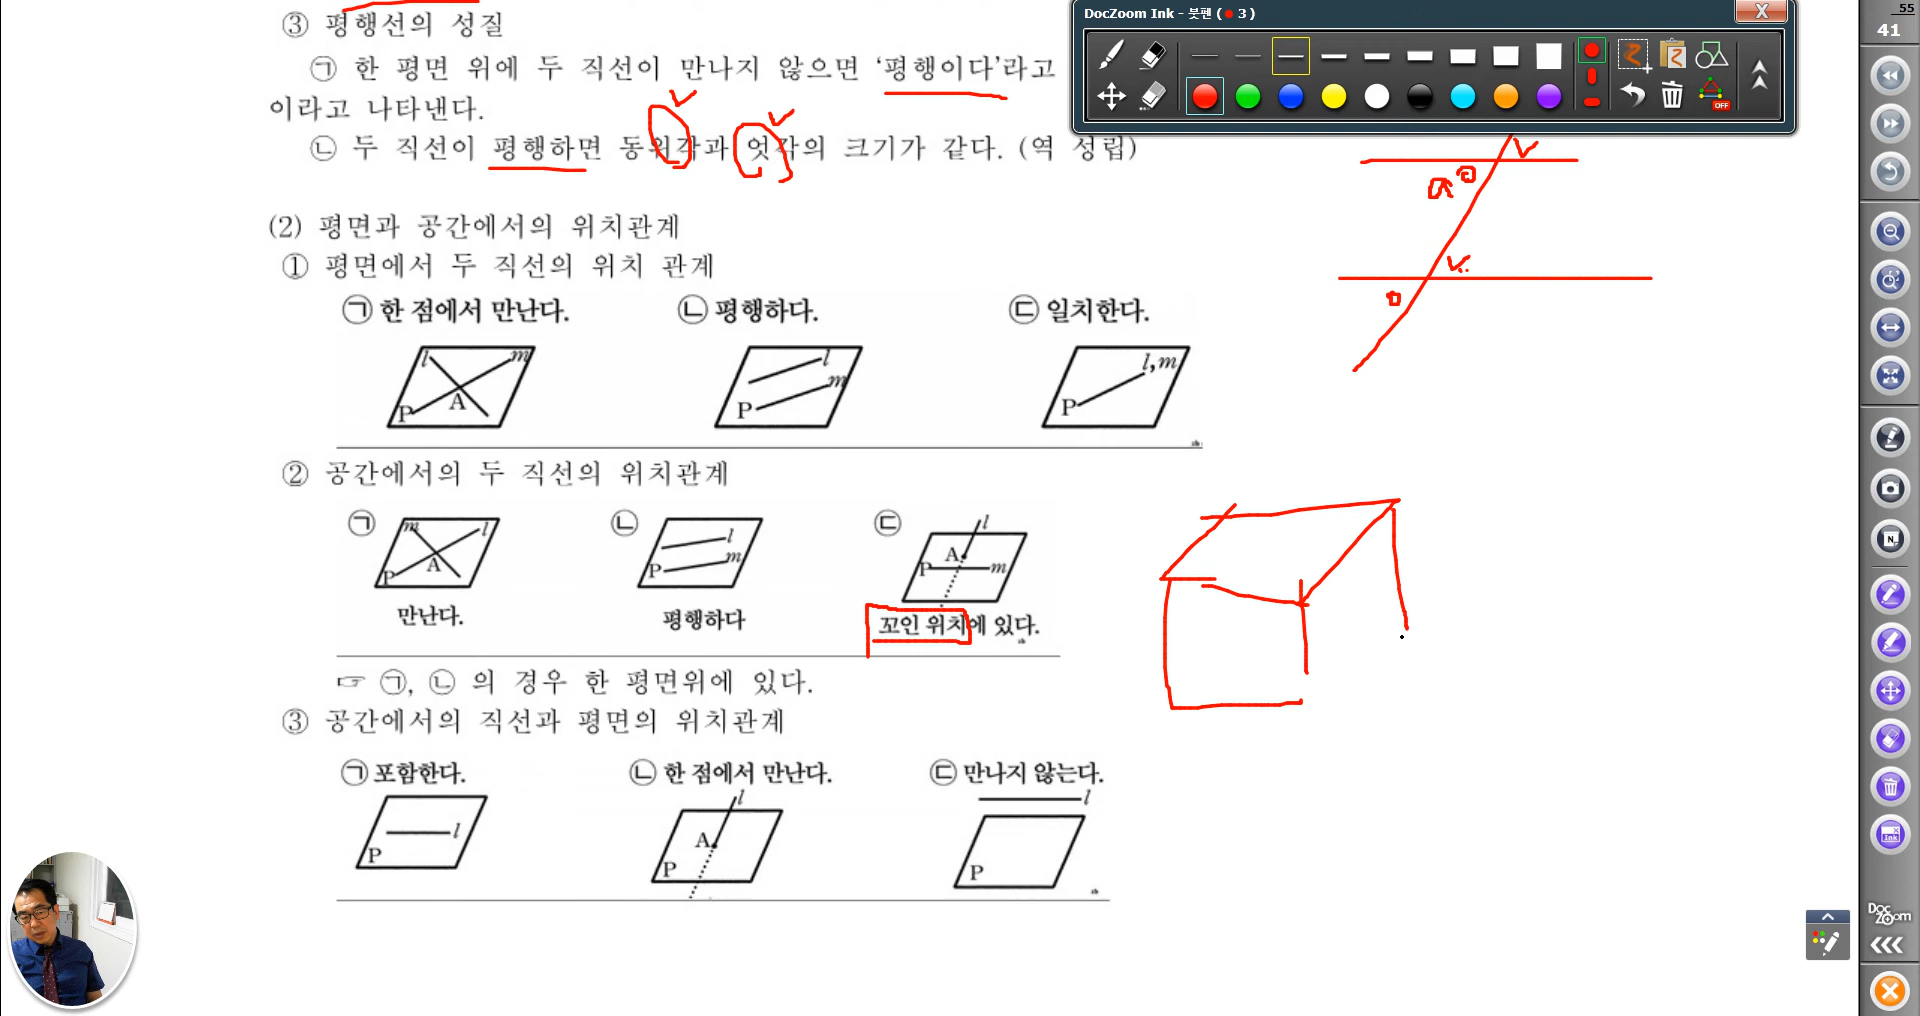 ③ 평행선의 성질
㉠ 한 평면 위에 두 직선이 만나지 않으면 ‘평행이다’라고
이라고 나타낸다.
㉡ 두 직선이 평행하면 동위각과 엇각의 크기가 같다. (역 성립)
(2) 평면과 공간에서의 위치관계
① 평면에서 두 직선의 위치 관계
㉠ 한 점에서 만난다. ㉡ 평행하다. ㉢ 일치한다.
l m l l, m
m
P A P P
② 공간에서의 두 직선의 위치관계
㉠ ㉡ ㉢
m l l l
P A P m P A m
만난다. 평행하다 꼬인 위치에 있다.
☞ ㉠, ㉡ 의 경우 한 평면위에 있다.
③ 공간에서의 직선과 평면의 위치관계
㉠ 포함한다. ㉡ 한 점에서 만난다. ㉢ 만나지 않는다.
l l l
P A P P
DocZoom Ink - 붓펜 ( 3 )
X
OFF
55
41
N
Ink
DocZoom